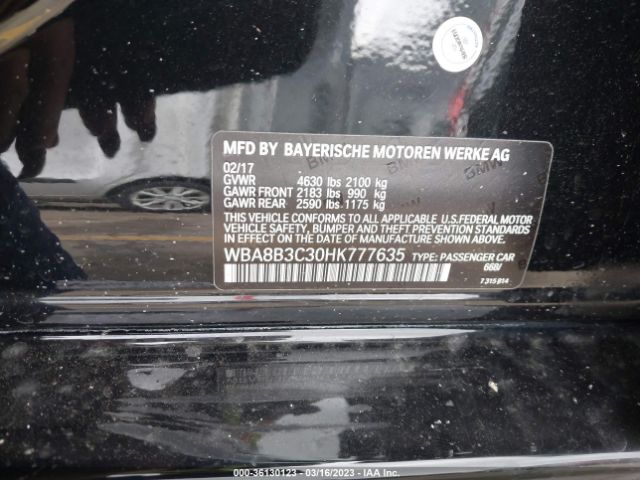 MFD BY BAYERISCHE MOTOREN WERKE AG
02/17
GVWR 4630 lbs 2100 kg
GAWR FRONT 2183 lbs 990 kg
GAWR REAR 2590 lbs 1175 kg
THIS VEHICLE CONFORMS TO ALL APPLICABLE U.S.FEDERAL MOTOR
VEHICLE SAFETY, BUMPER AND THEFT PREVENTION STANDARDS
IN EFFECT ON THE DATE OF MANUFACTURE SHOWN ABOVE.
WBA8B3C30HK777635 TYPE: PASSENGER CAR
668/
7 315 814
000-36130123 - 03/16/2023 - IAA Inc.